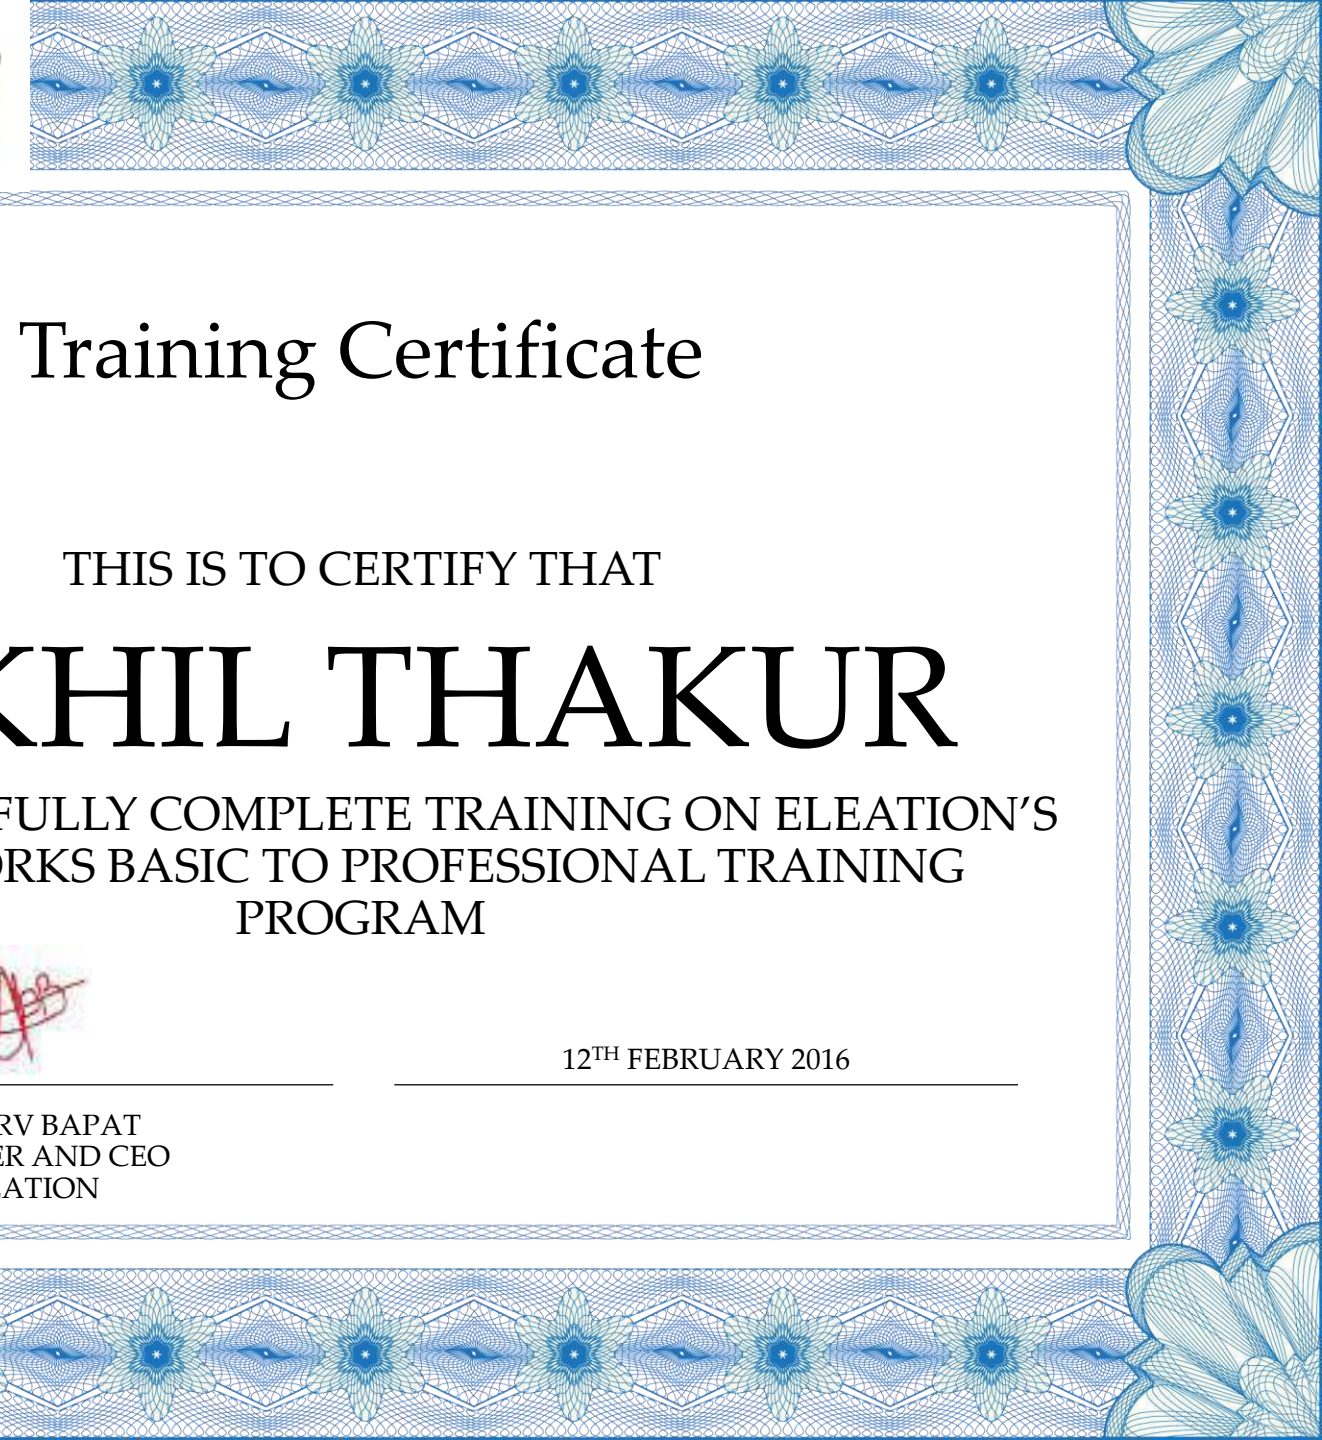 Training Certificate
THIS IS TO CERTIFY THAT
KHIL THAKUR
FULLY COMPLETE TRAINING ON ELEATION’S
ORKS BASIC TO PROFESSIONAL TRAINING
PROGRAM
12TH FEBRUARY 2016
RV BAPAT
ER AND CEO
EATION